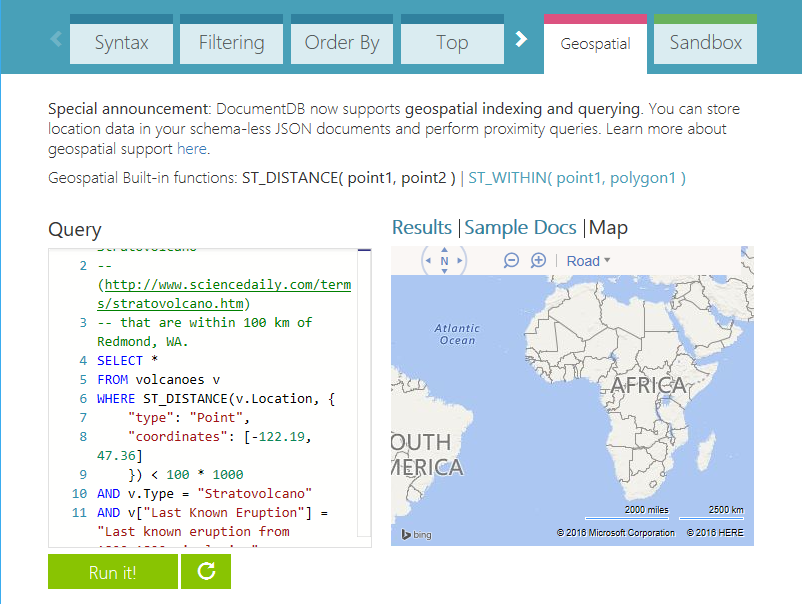 Syntax
Filtering
Order By
Top
Geospatial
Sandbox
Special announcement: DocumentDB now supports geospatial indexing and querying. You can store
location data in your schema-less JSON documents and perform proximity queries. Learn more about
geospatial support here.
Geospatial Built-in functions: ST_DISTANCE( point1, point2 ) | ST_WITHIN( point1, polygon1 )
Query
2 --
(http://www.sciencedaily.com/term
s/stratovolcano.htm)
3 -- that are within 100 km of
Redmond, WA.
4 SELECT *
5 FROM volcanoes v
6 WHERE ST_DISTANCE(v.Location, {
7 "type": "Point",
8 "coordinates": [-122.19,
47.36]
9 }) < 100 * 1000
10 AND v.Type = "Stratovolcano"
11 AND v["Last Known Eruption"] =
"Last known eruption from
Run it!
Results | Sample Docs | Map
N
Road
Atlantic
Ocean
AFRICA
OUTH
MERICA
2000 miles 2500 km
bing
© 2016 Microsoft Corporation © 2016 HERE